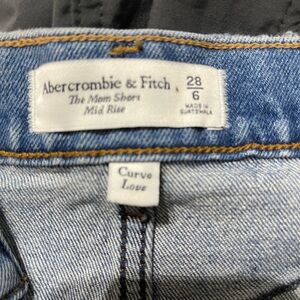 Abercrombie & Fitch
The Mom Short
Mid Rise
28
6
MADE IN
GUATEMALA
Curve
Love